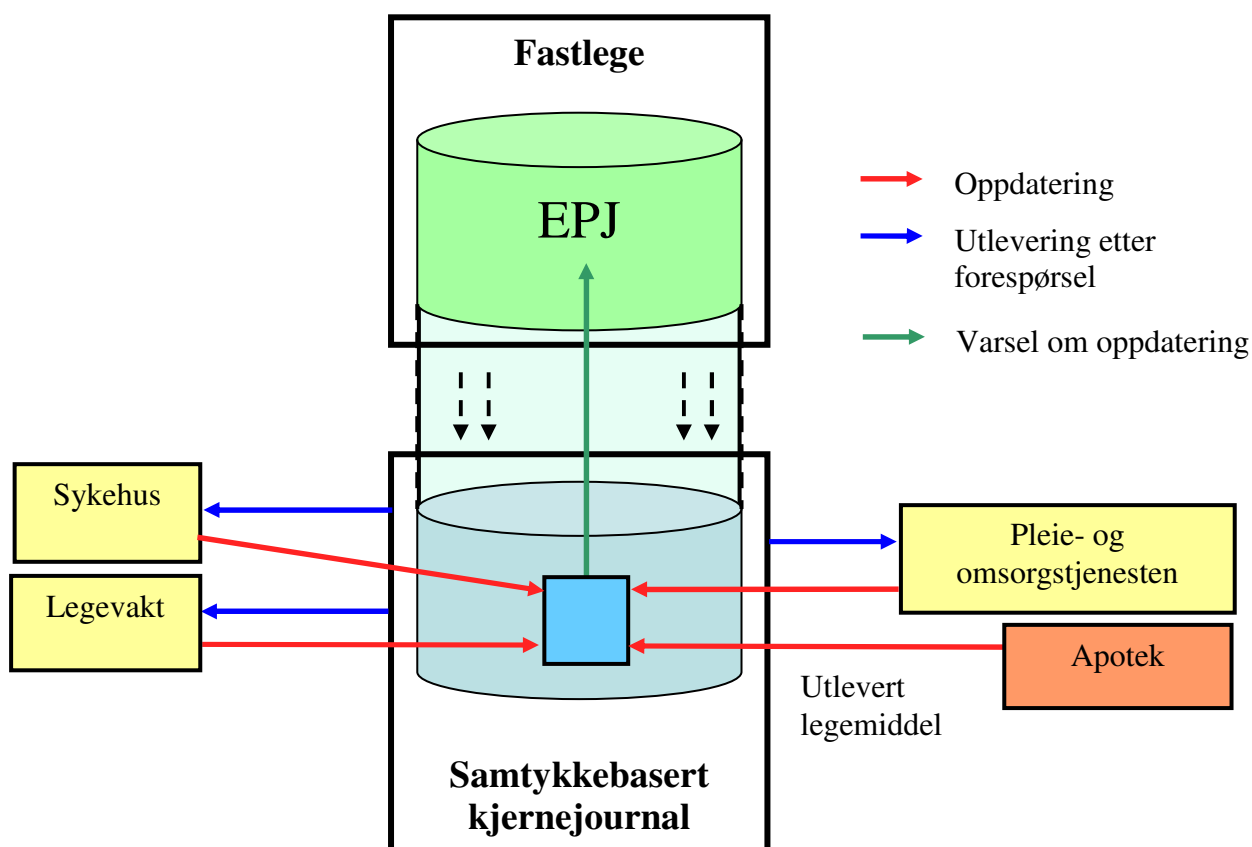 Fastlege
EPJ
Oppdatering
Utlevering etter
forespørsel
Varsel om oppdatering
Sykehus
Legevakt
Pleie- og
omsorgstjenesten
Apotek
Utlevert
legemiddel
Samtykkebasert
kjernejournal